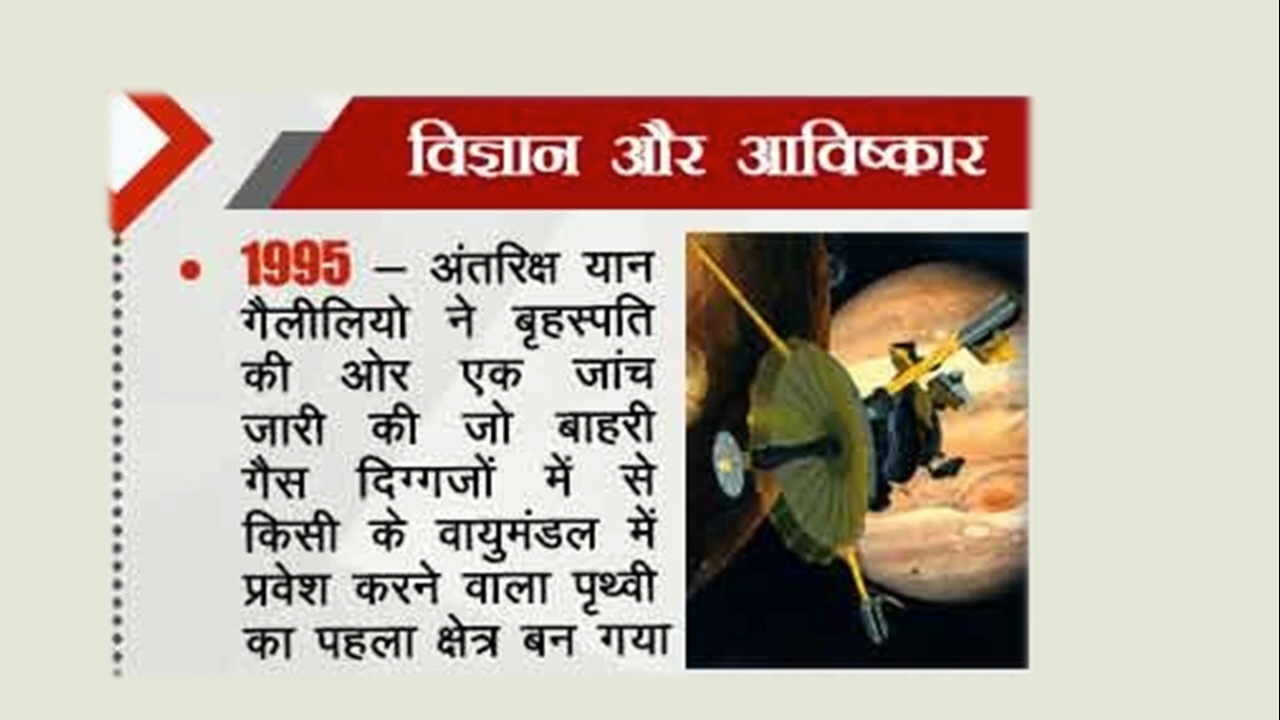 विज्ञान और आविष्कार
1995 – अंतरिक्ष यान
गैलीलियो ने बृहस्पति
की ओर एक जांच
जारी की जो बाहरी
गैस दिग्गजों में से
किसी के वायुमंडल में
प्रवेश करने वाला पृथ्वी
का पहला क्षेत्र बन गया